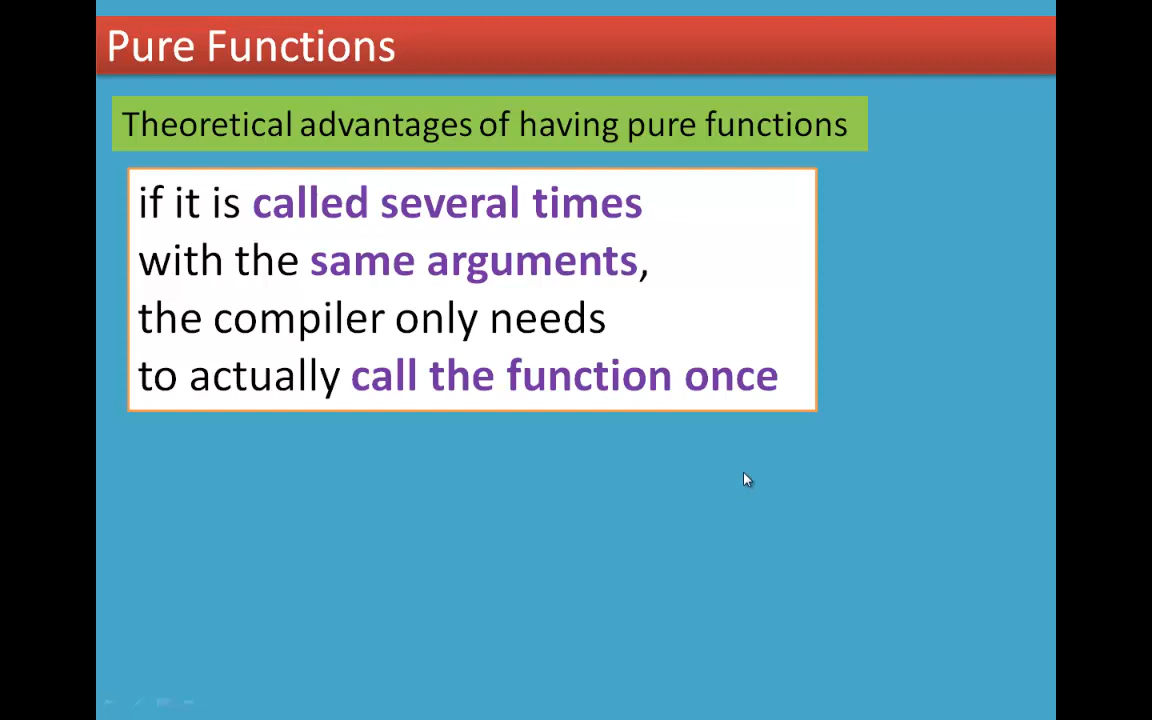 Pure Functions
Theoretical advantages of having pure functions
if it is called several times
with the same arguments,
the compiler only needs
to actually call the function once